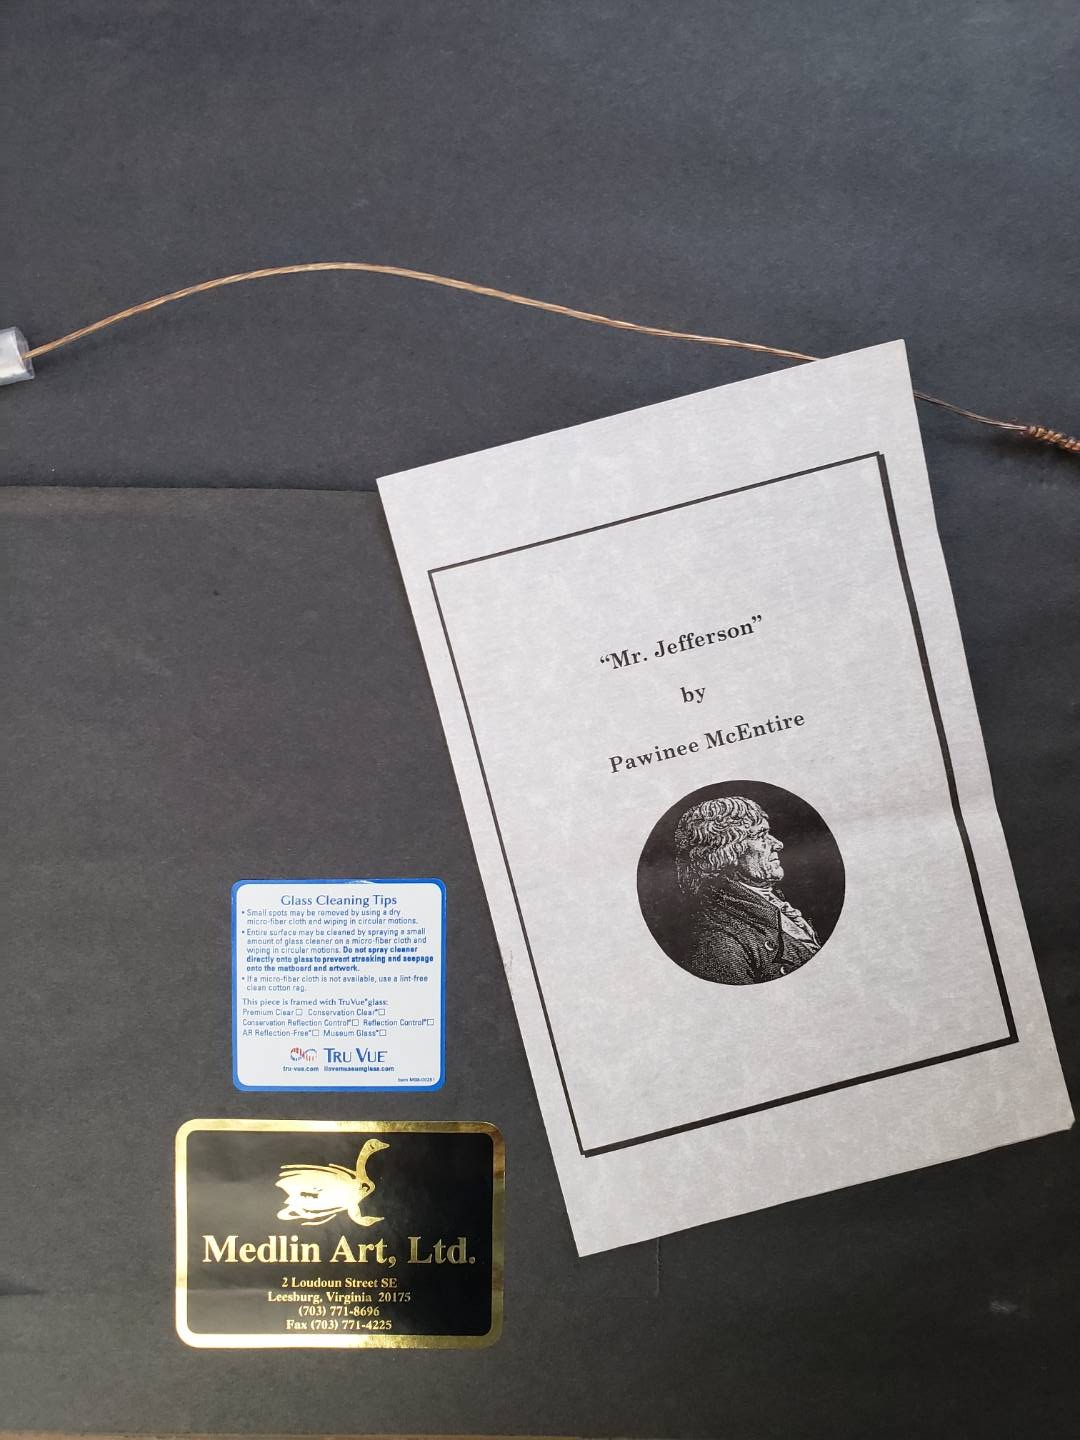 “Mr. Jefferson”
by
Pawinee McEntire
Glass Cleaning Tips
• Small spots may be removed by using a dry
micro-fiber cloth and wiping in circular motions.
• Entire surface may be cleaned by spraying a small
amount of glass cleaner on a micro-fiber cloth and
wiping in circular motions. Do not spray cleaner
directly onto glass to prevent streaking and seepage
onto the matboard and artwork.
• If a micro-fiber cloth is not available, use a lint-free
clean cotton rag.
This piece is framed with Tru Vue® glass:
Premium Clear ☐ Conservation Clear® ☐
Conservation Reflection Control® ☐ Reflection Control® ☐
AR Reflection-Free® ☐ Museum Glass® ☐
TRU VUE
tru-vue.com ilovemuseumglass.com
Medlin Art, Ltd.
2 Loudoun Street SE
Leesburg, Virginia 20175
(703) 771-8696
Fax (703) 771-4225